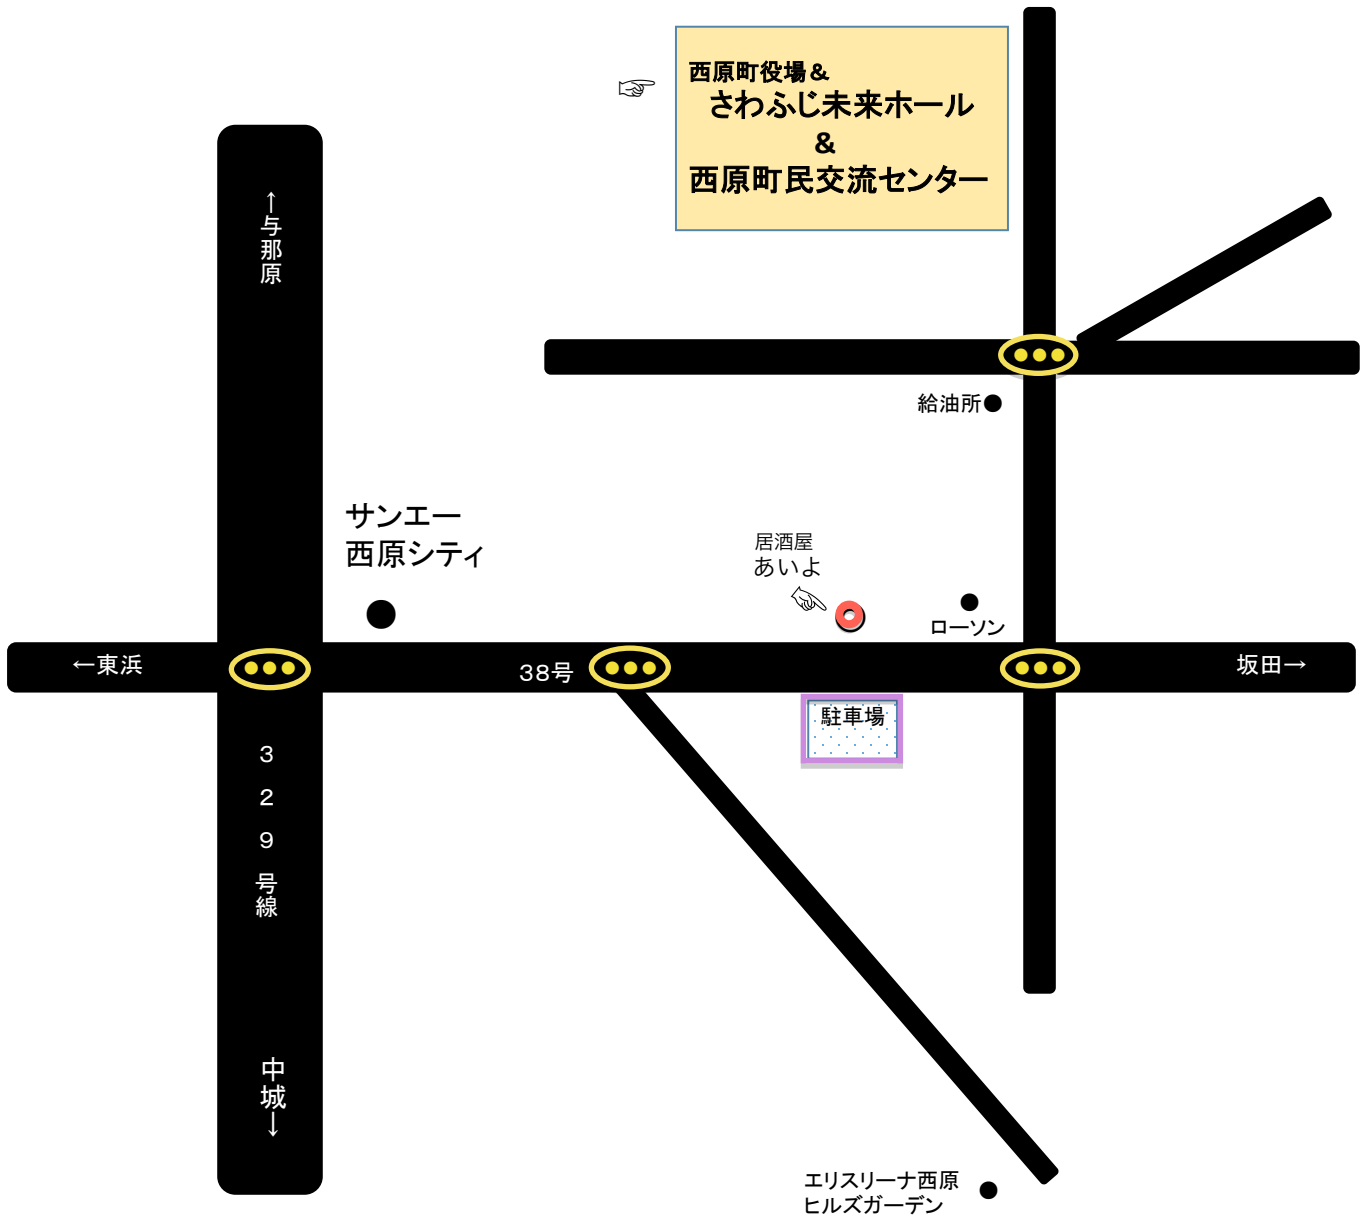 西原町役場&
さわふじ未来ホール
&
西原町民交流センター
↑与那原
給油所●
サンエー
西原シティ
居酒屋
あいよ
ローソン
←東浜
38号
坂田→
駐車場
329号線
中城↓
エリスリーナ西原
ヒルズガーデン